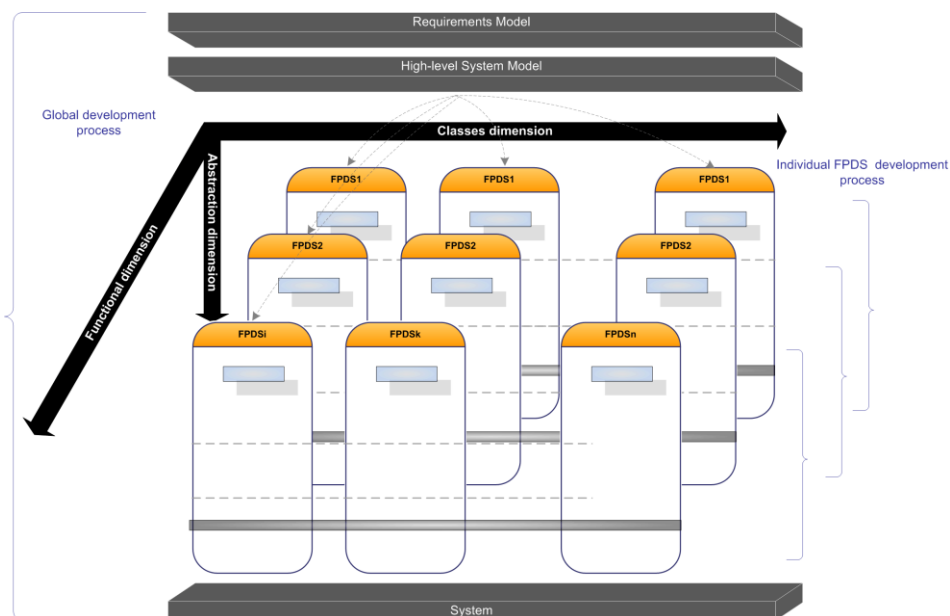 Requirements Model
High-level System Model
Global development
process
Classes dimension
Abstraction dimension
Functional dimension
Individual FPDS development
process
FPDS1
FPDS1
FPDS1
FPDS2
FPDS2
FPDS2
FPDSi
FPDSk
FPDSn
System